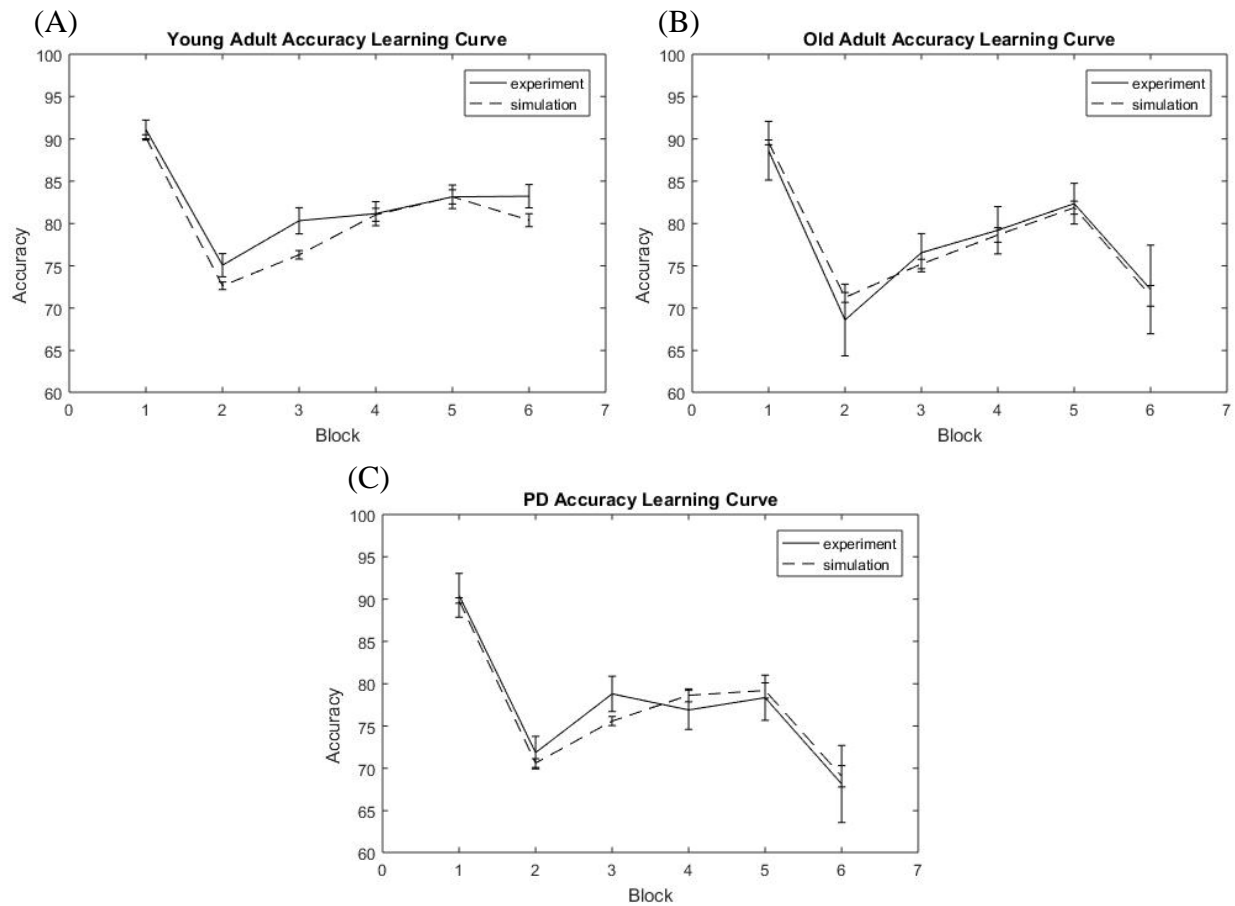 (A)
Young Adult Accuracy Learning Curve
100
95
90
85
80
75
70
65
60
Accuracy
experiment
simulation
0 1 2 3 4 5 6 7
Block
(B)
Old Adult Accuracy Learning Curve
100
95
90
85
80
75
70
65
60
Accuracy
experiment
simulation
0 1 2 3 4 5 6 7
Block
(C)
PD Accuracy Learning Curve
100
95
90
85
80
75
70
65
60
Accuracy
experiment
simulation
0 1 2 3 4 5 6 7
Block